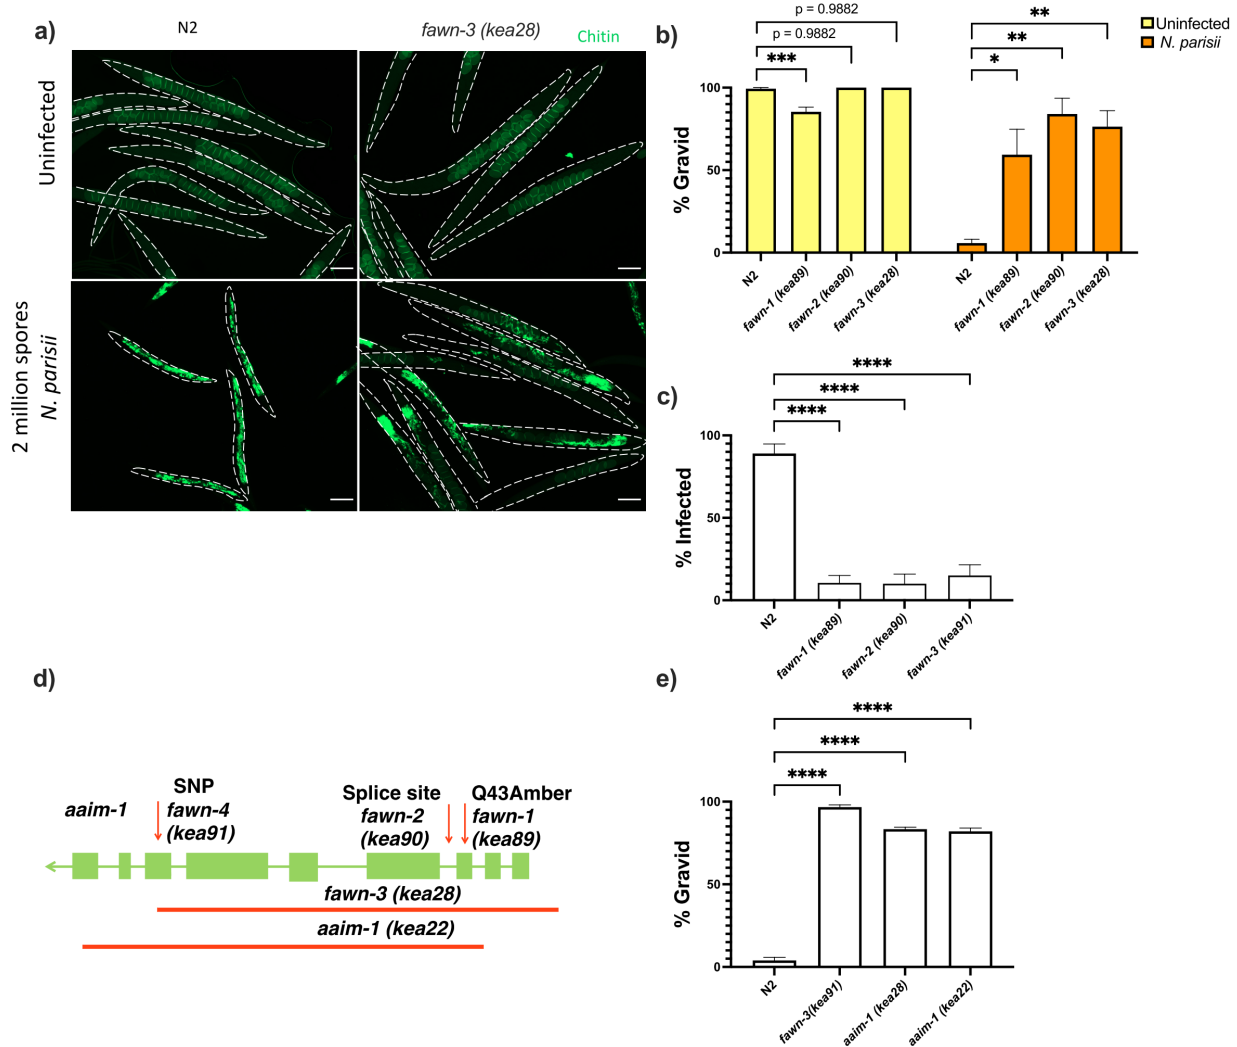 a)
N2
fawn-3 (kea28)
Chitin
Uninfected
2 million spores
N. parisii
b)
Uninfected
N. parisii
p = 0.9882
p = 0.9882
***
**
**
*
% Gravid
100
50
0
N2
fawn-1 (kea89)
fawn-2 (kea90)
fawn-3 (kea28)
N2
fawn-1 (kea89)
fawn-2 (kea90)
fawn-3 (kea28)
c)
****
****
****
% Infected
100
50
0
N2
fawn-1 (kea89)
fawn-2 (kea90)
fawn-3 (kea91)
d)
aaim-1
SNP
fawn-4
(kea91)
Splice site
fawn-2
(kea90)
Q43Amber
fawn-1
(kea89)
fawn-3 (kea28)
aaim-1 (kea22)
e)
****
****
****
% Gravid
100
50
0
N2
fawn-3(kea91)
aaim-1 (kea28)
aaim-1 (kea22)